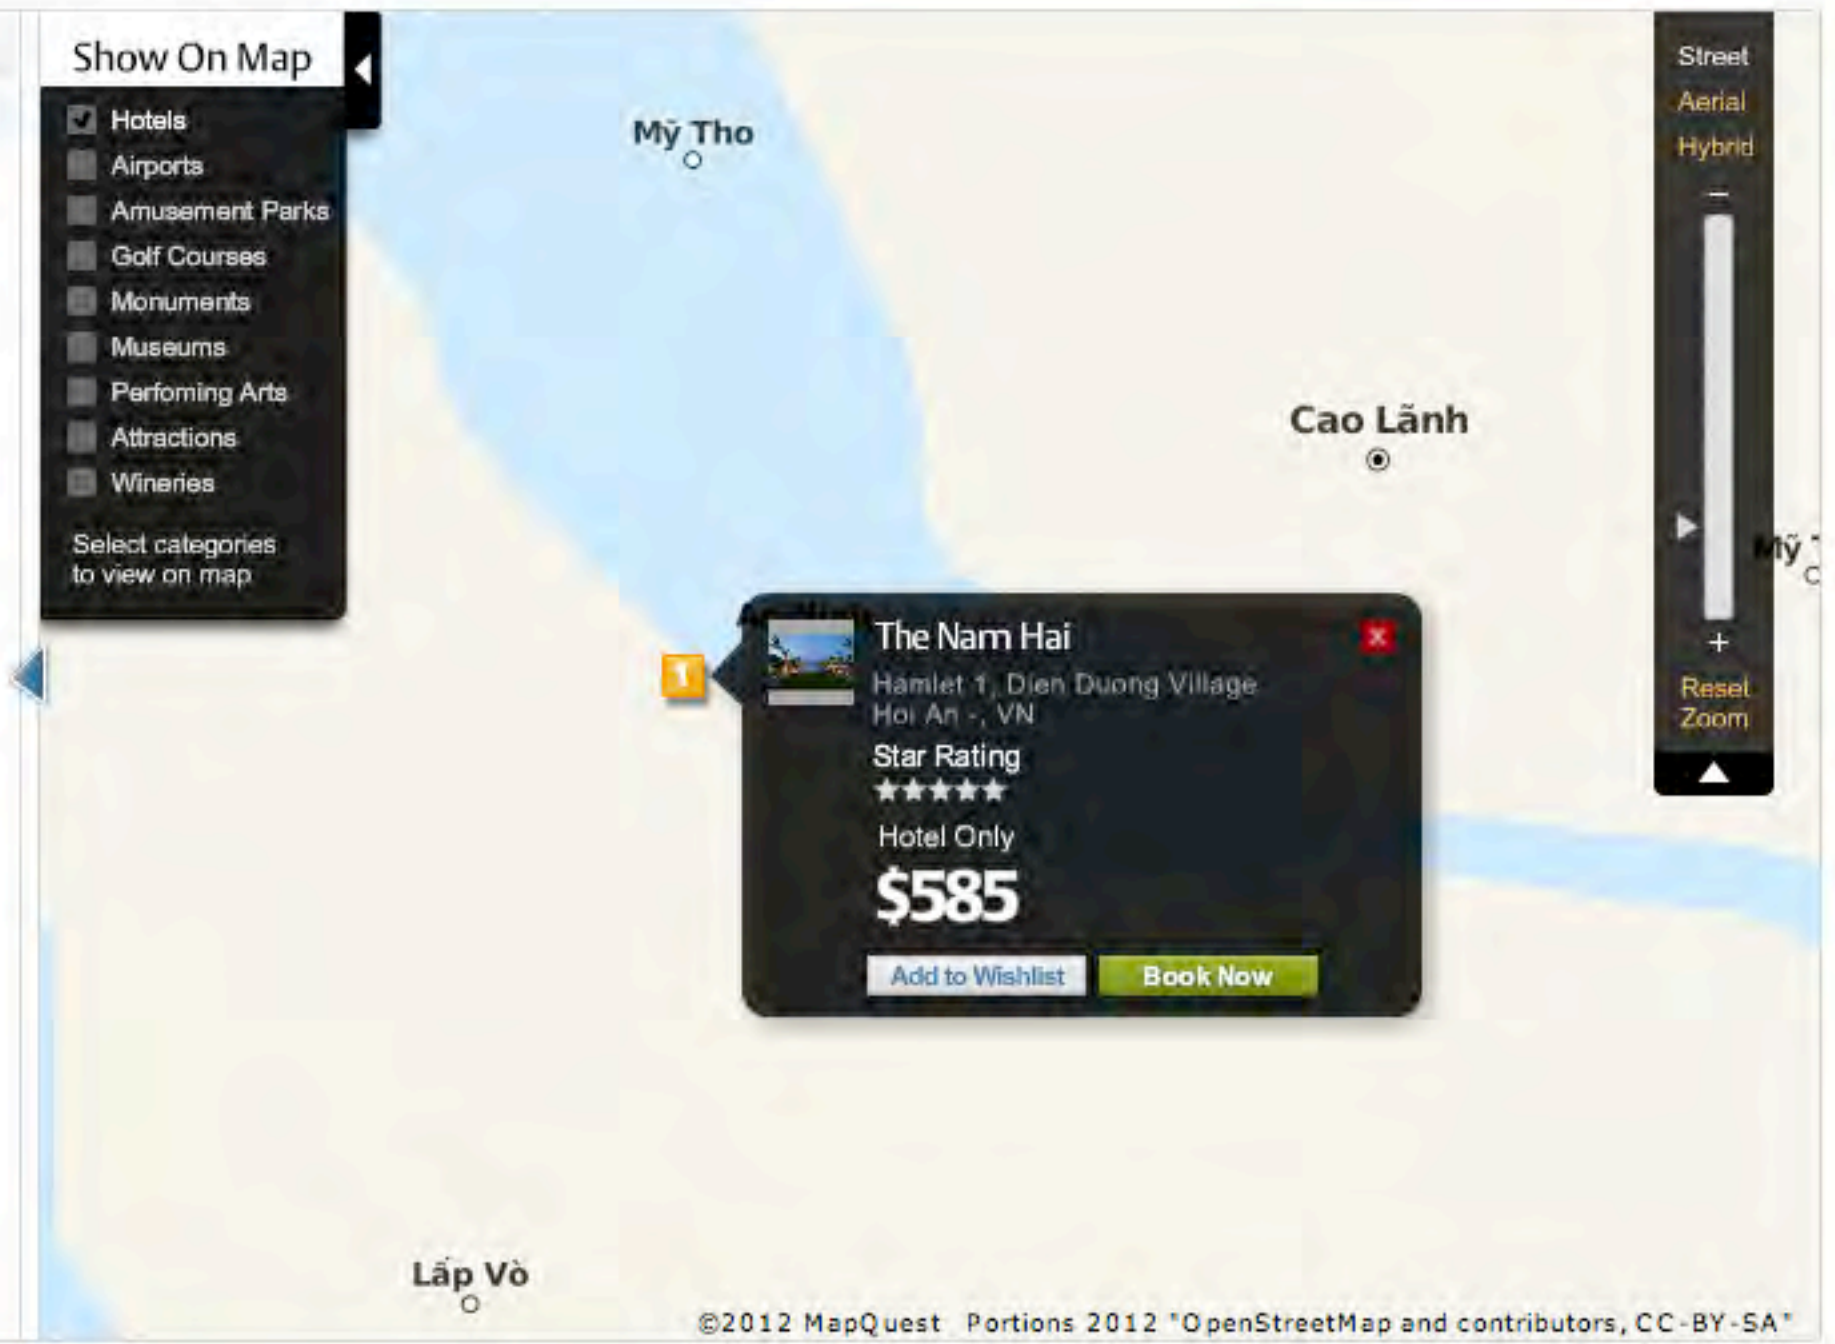 Show On Map
Hotels
Airports
Amusement Parks
Golf Courses
Monuments
Museums
Perfoming Arts
Attractions
Wineries
Select categories
to view on map
Mỹ Tho
Cao Lãnh
Street
Aerial
Hybrid
−
+
Reset
Zoom
Mỹ
1
The Nam Hai
x
Hamlet 1, Dien Duong Village
Hoi An -, VN
Star Rating
Hotel Only
$585
Add to Wishlist
Book Now
Lấp Vò
©2012 MapQuest Portions 2012 "OpenStreetMap and contributors, CC-BY-SA"